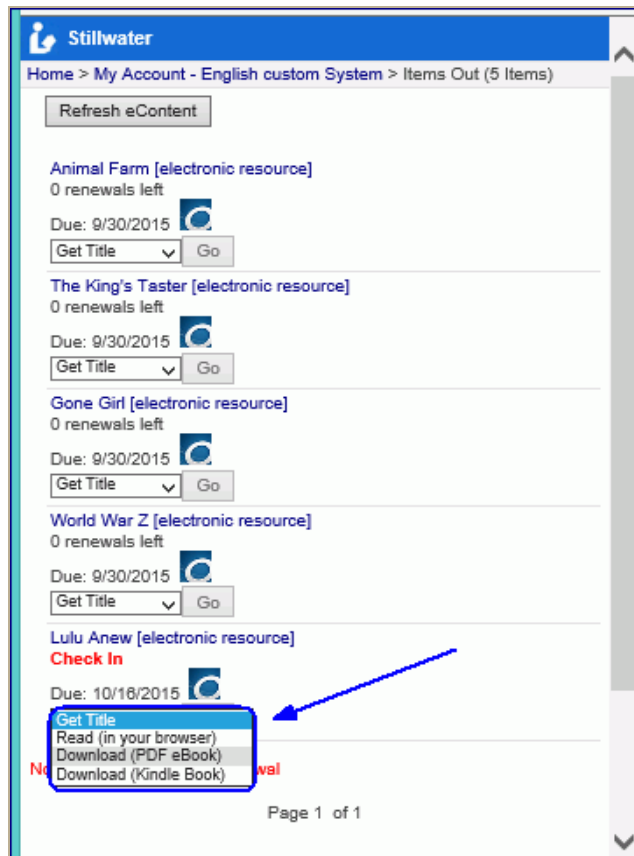 Stillwater
Home > My Account - English custom System > Items Out (5 Items)
Refresh eContent
Animal Farm [electronic resource]
0 renewals left
Due: 9/30/2015
Get Title Go
The King's Taster [electronic resource]
0 renewals left
Due: 9/30/2015
Get Title Go
Gone Girl [electronic resource]
0 renewals left
Due: 9/30/2015
Get Title Go
World War Z [electronic resource]
0 renewals left
Due: 9/30/2015
Get Title Go
Lulu Anew [electronic resource]
Check In
Due: 10/16/2015
Get Title
Read (in your browser)
Download (PDF eBook)
Download (Kindle Book)
Page 1 of 1